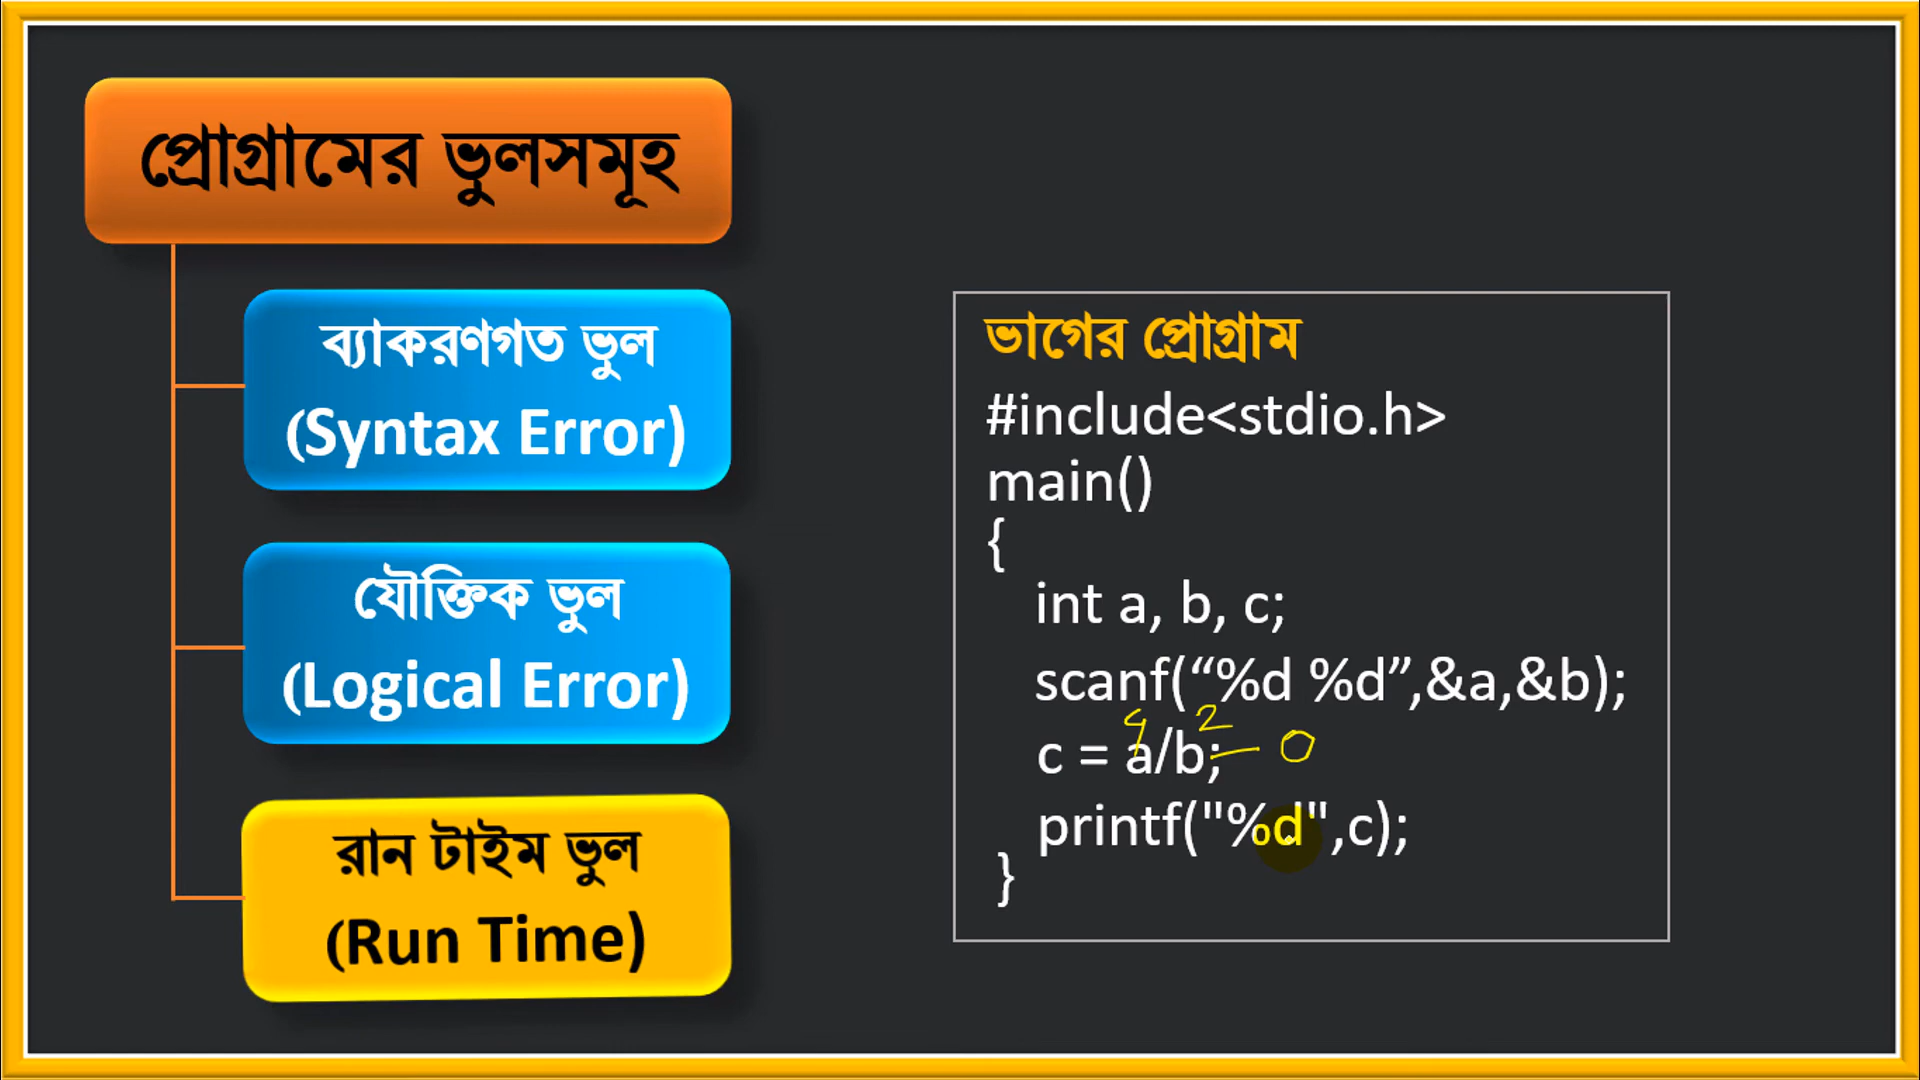 প্রোগ্রামের ভুলসমূহ
ব্যাকরণগত ভুল
(Syntax Error)
যৌক্তিক ভুল
(Logical Error)
রান টাইম ভুল
(Run Time)
ভাগের প্রোগ্রাম
#include<stdio.h>
main()
{
int a, b, c;
scanf(“%d %d”,&a,&b);
4 2
c = a/b; — 0
printf("%d",c);
}